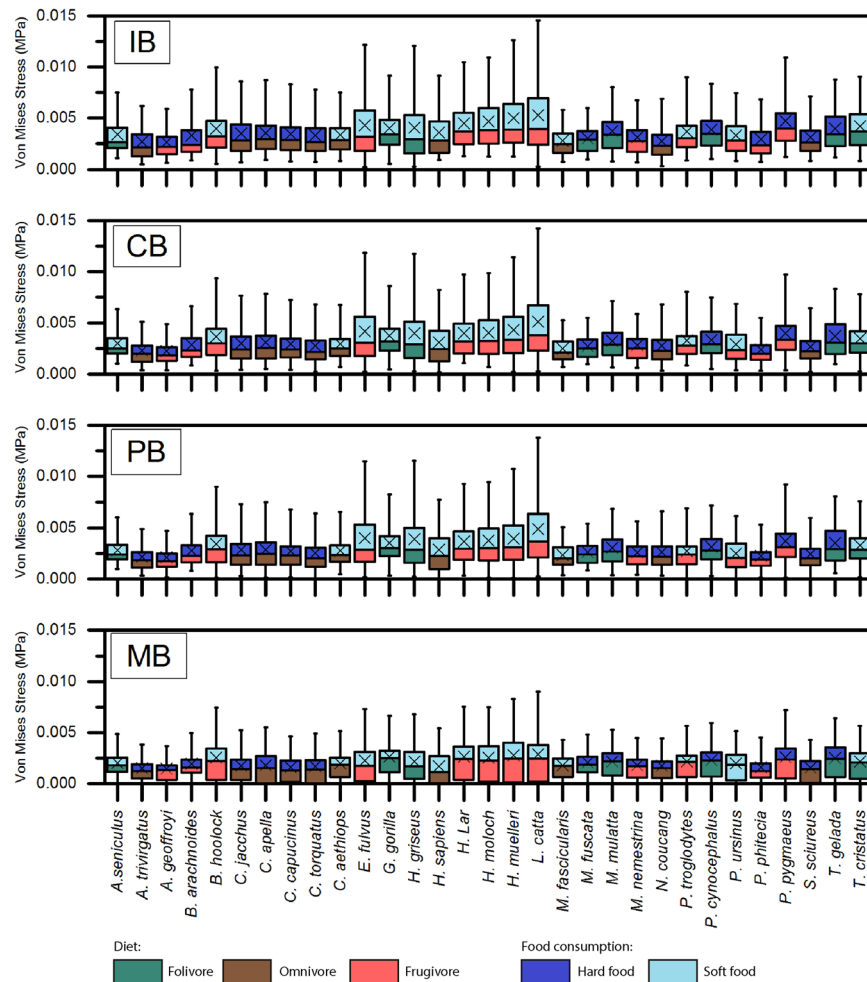 IB
Von Mises Stress (MPa)
0.015
0.010
0.005
0.000
CB
Von Mises Stress (MPa)
0.015
0.010
0.005
0.000
PB
Von Mises Stress (MPa)
0.015
0.010
0.005
0.000
MB
Von Mises Stress (MPa)
0.015
0.010
0.005
0.000
A.seniculus
A. trivirgatus
A. geoffroyi
B. arachnoides
B. hoolock
C. jacchus
C. apella
C. capucinus
C. torquatus
C. aethiops
E. fulvus
G. gorilla
H. griseus
H. sapiens
H. Lar
H. moloch
H. muelleri
L. catta
M. fascicularis
M. fuscata
M. mulatta
M. nemestrina
N. coucang
P. troglodytes
P. cynocephalus
P. ursinus
P. phitecia
P. pygmaeus
S. sciureus
T. gelada
T. cristatus
Diet:
Folivore
Omnivore
Frugivore
Food consumption:
Hard food
Soft food